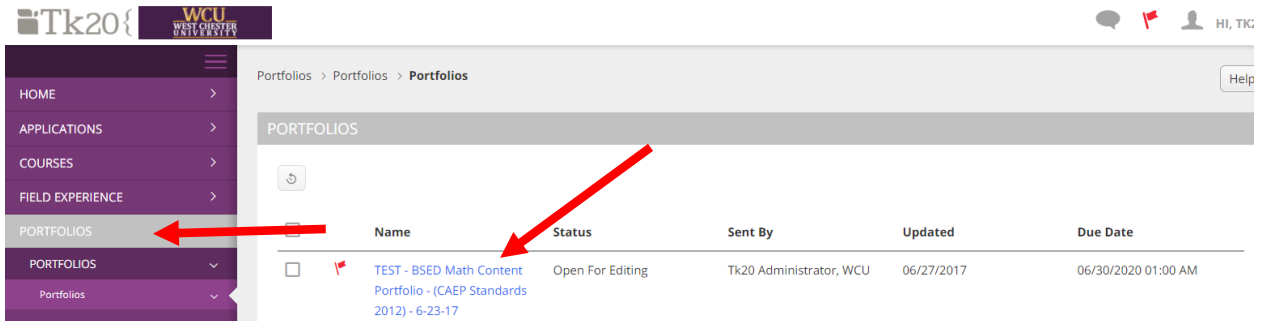 Tk20{ WCU
WEST CHESTER
UNIVERSITY
HI, TK2
Portfolios > Portfolios > Portfolios
Help
HOME
APPLICATIONS
COURSES
FIELD EXPERIENCE
PORTFOLIOS
PORTFOLIOS
Portfolios
PORTFOLIOS
Name Status Sent By Updated Due Date
TEST - BSED Math Content Open For Editing Tk20 Administrator, WCU 06/27/2017 06/30/2020 01:00 AM
Portfolio - (CAEP Standards
2012) - 6-23-17